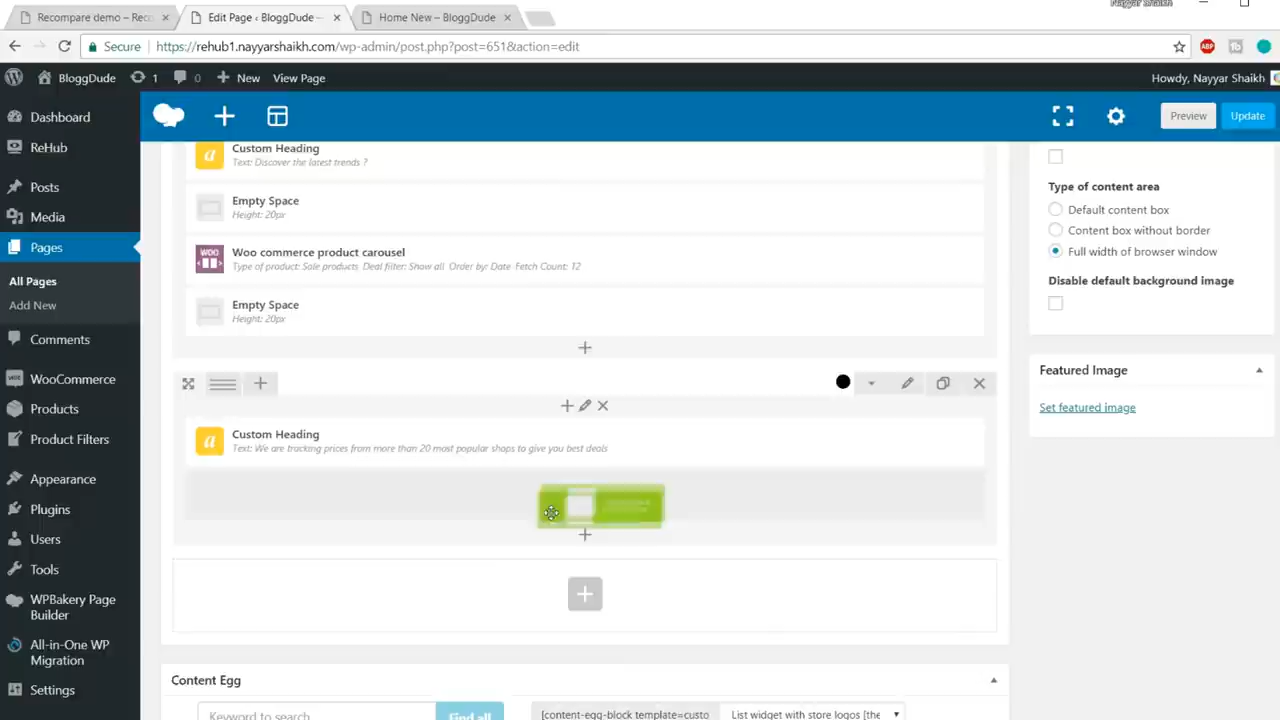 Nayyar Shaikh
Recompare demo – Rec
Edit Page ‹ BloggDude –
Home New – BloggDude
Secure
https://rehub1.nayyarshaikh.com/wp-admin/post.php?post=651&action=edit
ABP
BloggDude
1
0
New
View Page
Howdy, Nayyar Shaikh
Dashboard
ReHub
Posts
Media
Pages
All Pages
Add New
Comments
WooCommerce
Products
Product Filters
Appearance
Plugins
Users
Tools
WPBakery Page
Builder
All-in-One WP
Migration
Settings
Preview
Update
Custom Heading
Text: Discover the latest trends ?
Empty Space
Height: 20px
WOO
Woo commerce product carousel
Type of product: Sale products Deal filter: Show all Order by: Date Fetch Count: 12
Empty Space
Height: 20px
Custom Heading
Text: We are tracking prices from more than 20 most popular shops to give you best deals
Content Egg
Keyword to search
Find all
[content-egg-block template=custo
List widget with store logos [the
Type of content area
Default content box
Content box without border
Full width of browser window
Disable default background image
Featured Image
Set featured image